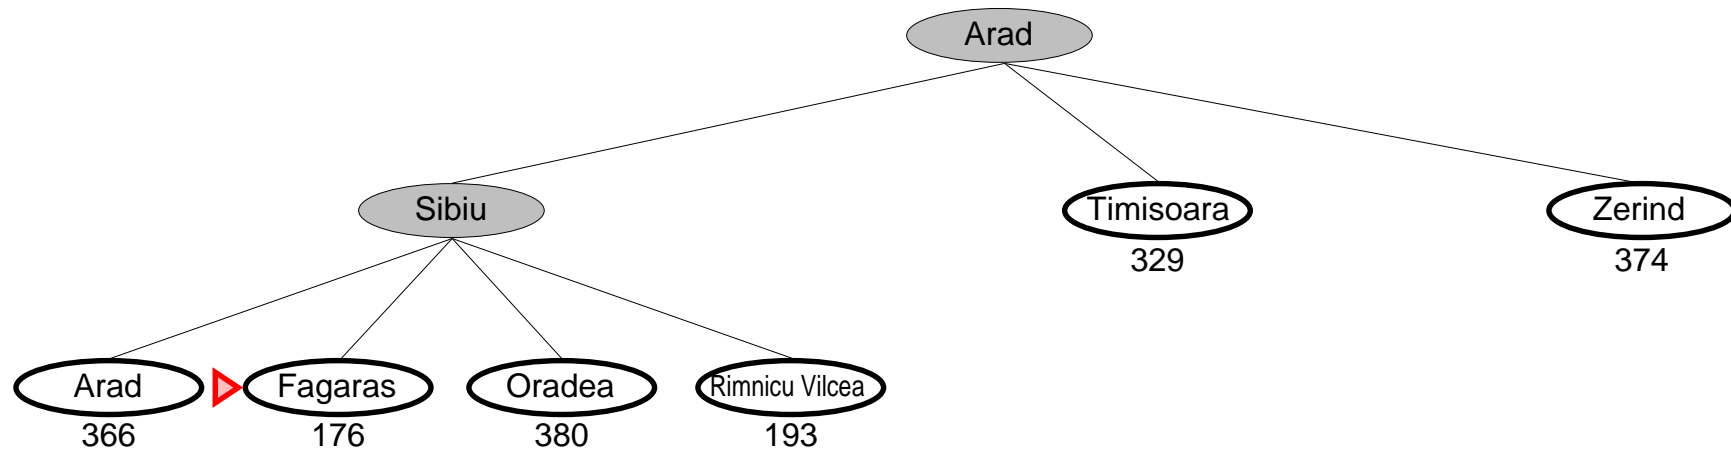 Arad
Sibiu
Timisoara
Zerind
329
374
Arad
Fagaras
Oradea
Rimnicu Vilcea
366
176
380
193